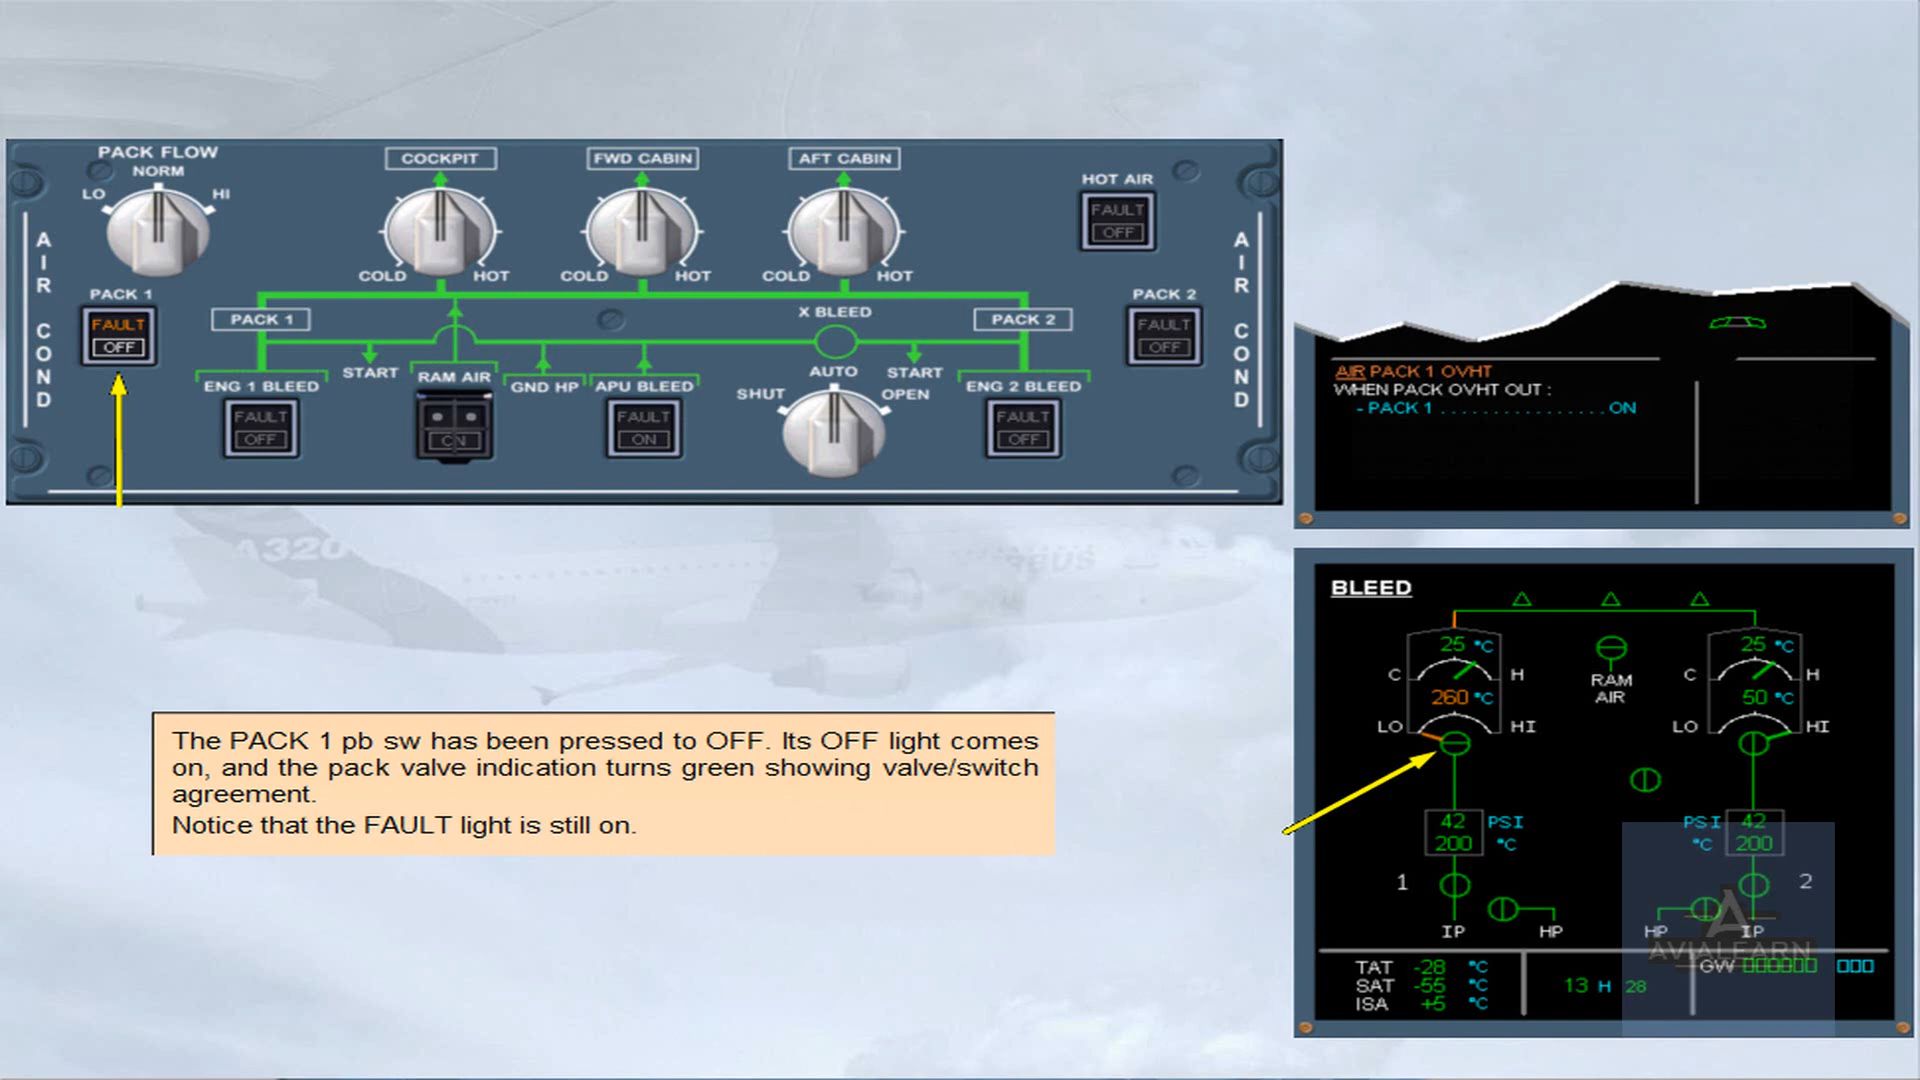 PACK FLOW
NORM
LO
HI
COCKPIT
FWD CABIN
AFT CABIN
HOT AIR
FAULT
OFF
AIR COND
AIR COND
COLD
HOT
COLD
HOT
COLD
HOT
PACK 1
FAULT
OFF
PACK 1
X BLEED
PACK 2
PACK 2
FAULT
OFF
START
RAM AIR
GND HP
APU BLEED
AUTO
START
ENG 1 BLEED
ENG 2 BLEED
SHUT
OPEN
FAULT
OFF
ON
FAULT
ON
FAULT
OFF
AIR PACK 1 OVHT
WHEN PACK OVHT OUT :
- PACK 1 . . . . . . . . . . . . . . . . ON
A320
The PACK 1 pb sw has been pressed to OFF. Its OFF light comes
on, and the pack valve indication turns green showing valve/switch
agreement.
Notice that the FAULT light is still on.
BLEED
25 °C
25 °C
C
H
RAM
AIR
C
H
260 °C
50 °C
LO
HI
LO
HI
42 PSI
200 °C
PSI 42
°C 200
1
2
IP
HP
HP
IP
AVIALEARN
TAT -28 °C
SAT -55 °C
ISA +5 °C
13 H 28
GW